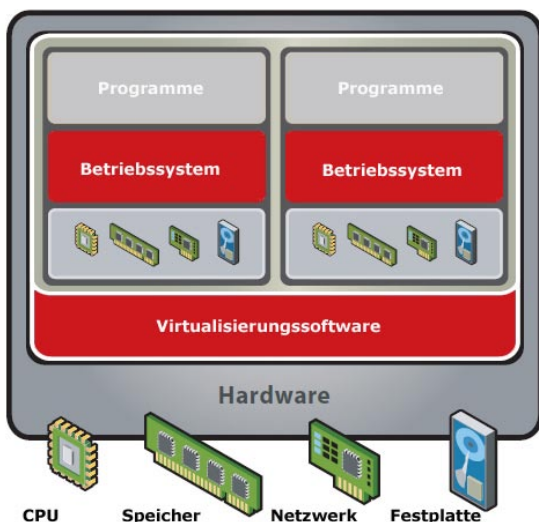 Programme
Programme
Betriebssystem
Betriebssystem
Virtualisierungssoftware
Hardware
CPU
Speicher
Netzwerk
Festplatte